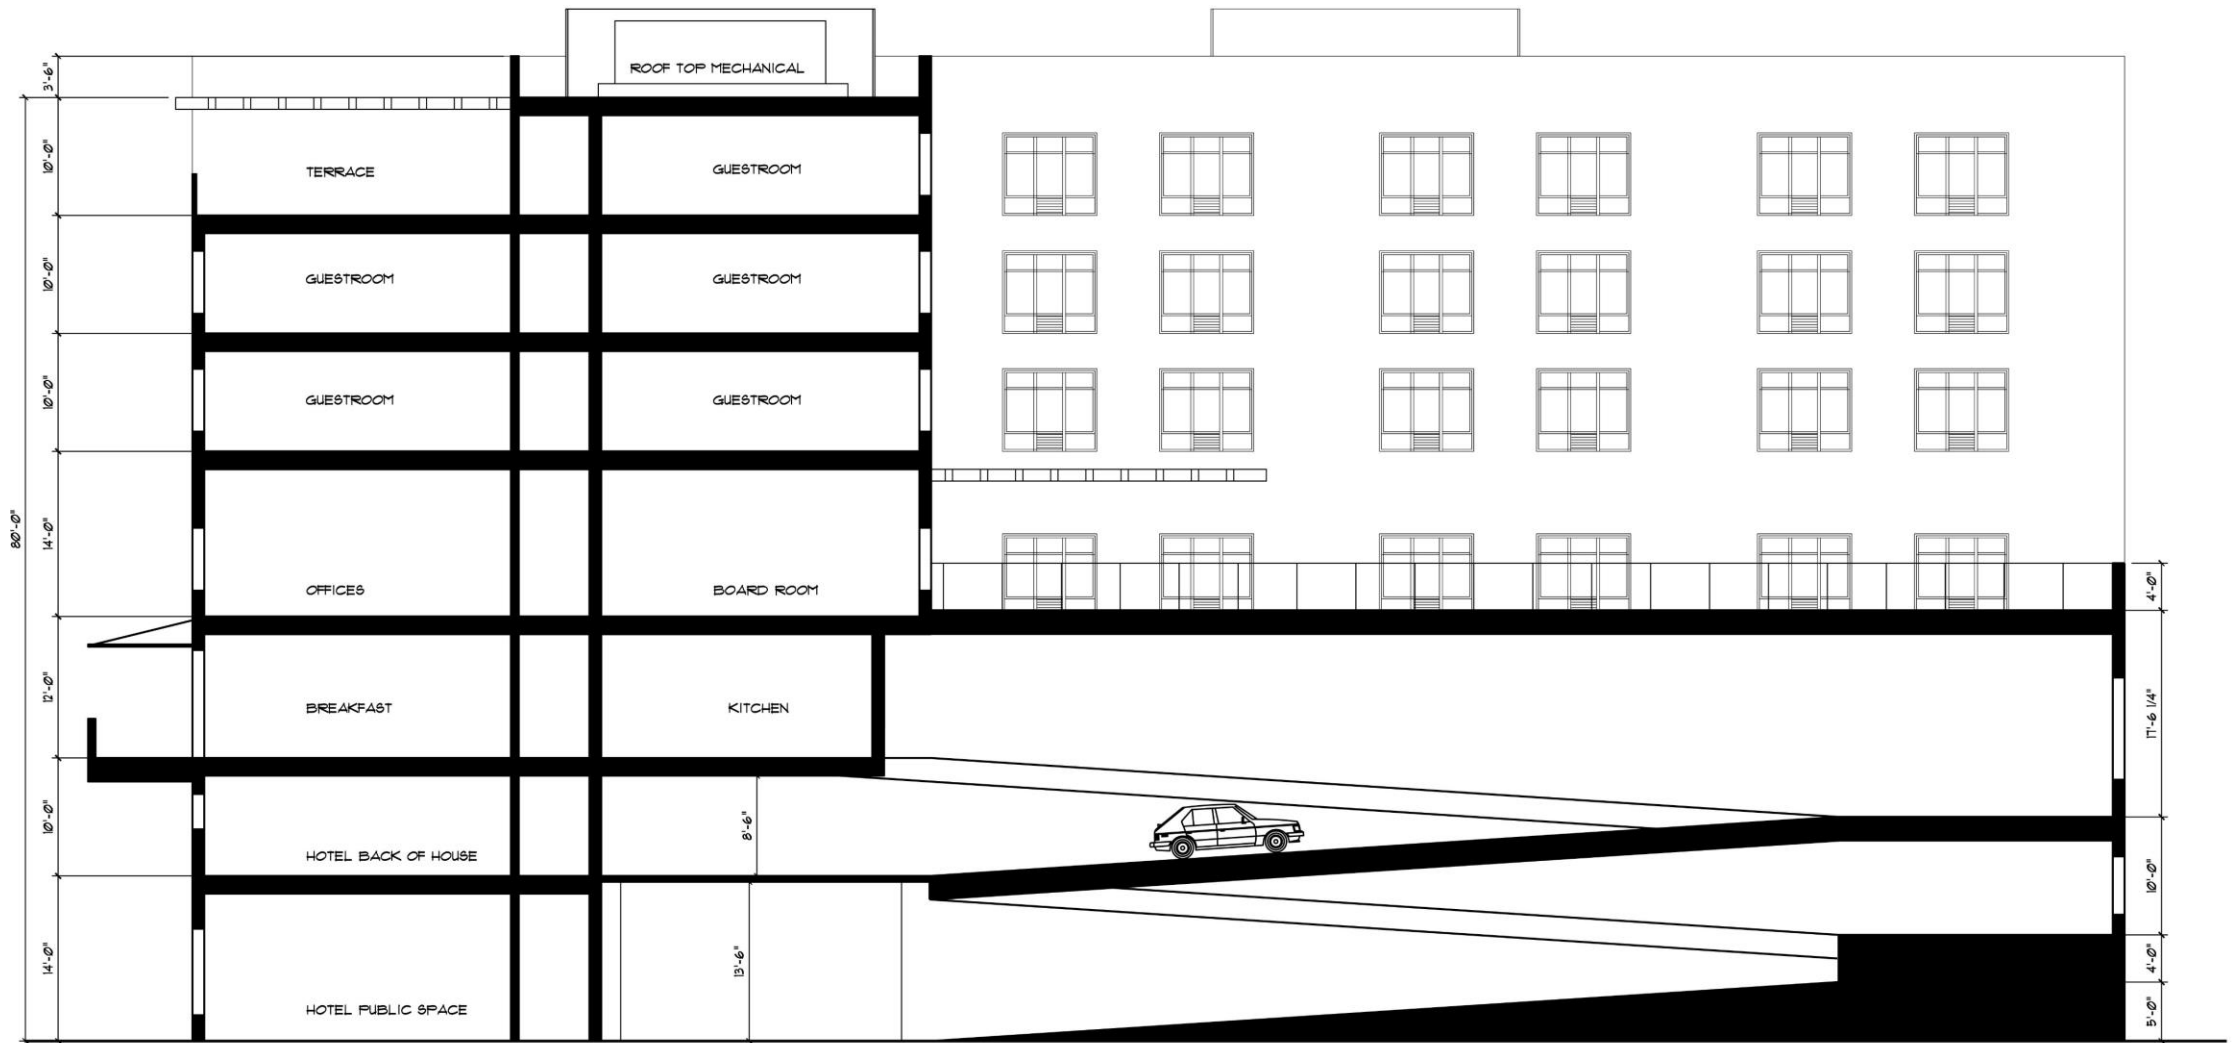 ROOF TOP MECHANICAL
3'-6"
TERRACE
GUESTROOM
10'-0"
GUESTROOM
GUESTROOM
10'-0"
GUESTROOM
GUESTROOM
10'-0"
80'-0"
14'-0"
OFFICES
BOARD ROOM
4'-0"
12'-0"
BREAKFAST
KITCHEN
17'-6 1/4"
10'-0"
8'-6"
HOTEL BACK OF HOUSE
10'-0"
14'-0"
13'-6"
4'-0"
HOTEL PUBLIC SPACE
5'-0"